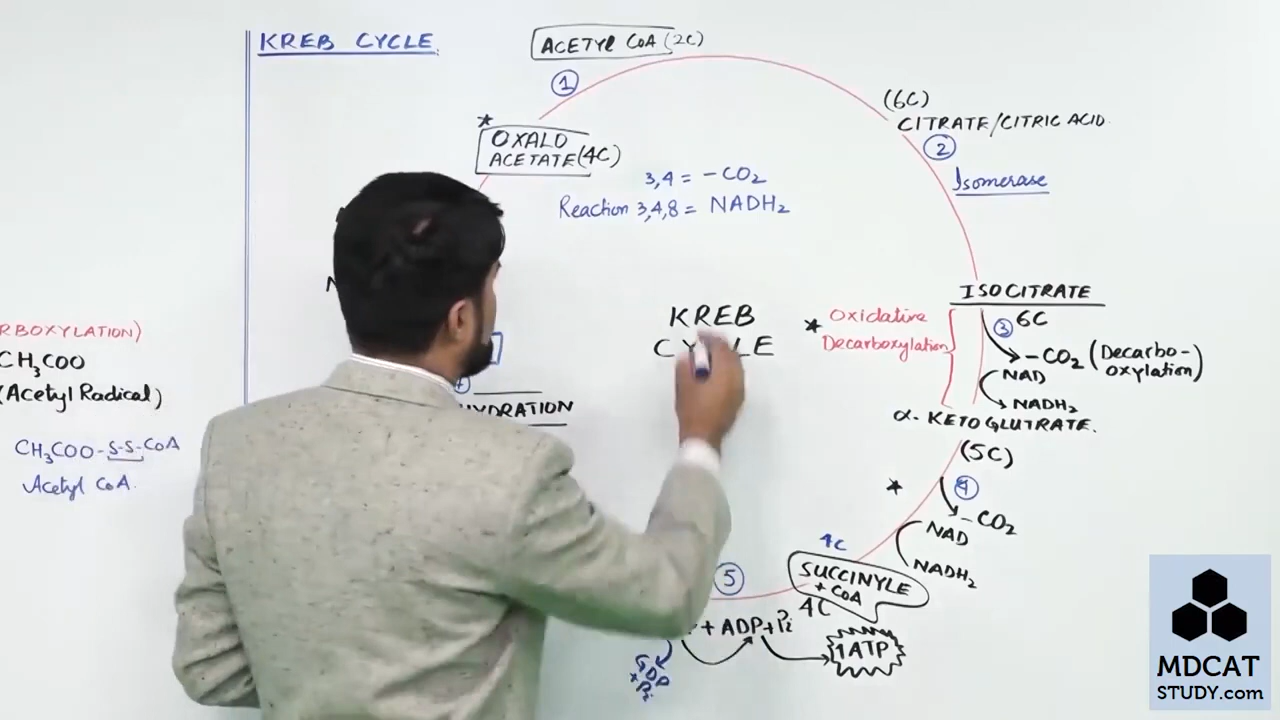 KREB CYCLE
ACETYL CoA (2C)
1
OXALO
ACETATE (4C)
3,4 = -CO2
Reaction 3,4,8 = NADH2
(6C)
CITRATE/CITRIC ACID
2
Isomerase
ISOCITRATE
6C
3
-CO2 (Decarbo-
oxylation)
NAD
NADH2
Oxidative
Decarboxylation
KREB
CYCLE
α-KETOGLUTRATE.
(5C)
4
-CO2
NAD
NADH2
4C
SUCCINYLE
+ CoA
4C
5
+ ADP + Pi
1ATP
GDP
+ Pi
HYDRATION
RBOXYLATION)
CH3COO
(Acetyl Radical)
CH3COO-S-S-CoA
Acetyl CoA.
MDCAT
STUDY.com